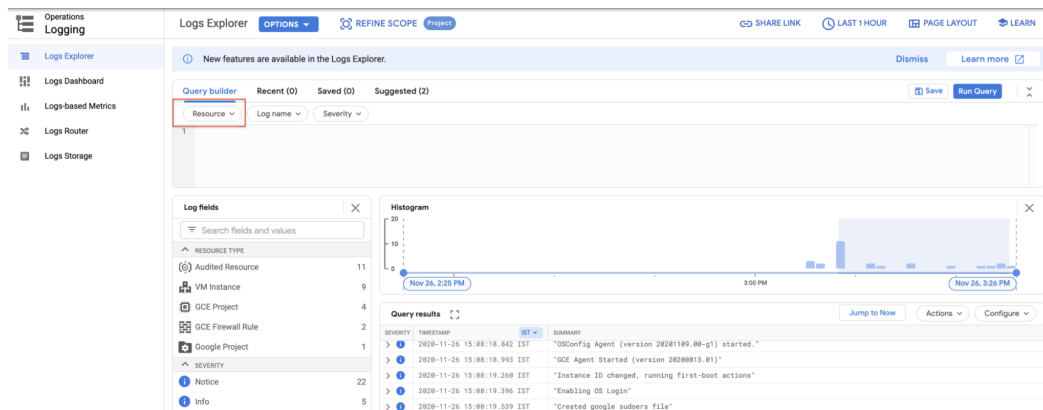 Operations
Logging
Logs Explorer
OPTIONS
REFINE SCOPE
Project
SHARE LINK
LAST 1 HOUR
PAGE LAYOUT
LEARN
Logs Explorer
Logs Dashboard
Logs-based Metrics
Logs Router
Logs Storage
New features are available in the Logs Explorer.
Dismiss
Learn more
Query builder
Recent (0)
Saved (0)
Suggested (2)
Save
Run Query
Resource
Log name
Severity
1
Log fields
Search fields and values
RESOURCE TYPE
Audited Resource 11
VM Instance 9
GCE Project 4
GCE Firewall Rule 2
Google Project 1
SEVERITY
Notice 22
Info 5
Histogram
20
10
0
Nov 26, 2:25 PM
3:00 PM
Nov 26, 3:26 PM
Query results
Jump to Now
Actions
Configure
SEVERITY TIMESTAMP IST SUMMARY
2020-11-26 15:08:18.842 IST "OSConfig Agent (version 20201109.00-g1) started."
2020-11-26 15:08:18.993 IST "GCE Agent Started (version 20200813.01)"
2020-11-26 15:08:19.260 IST "Instance ID changed, running first-boot actions"
2020-11-26 15:08:19.396 IST "Enabling OS Login"
2020-11-26 15:08:19.539 IST "Created google sudoers file"